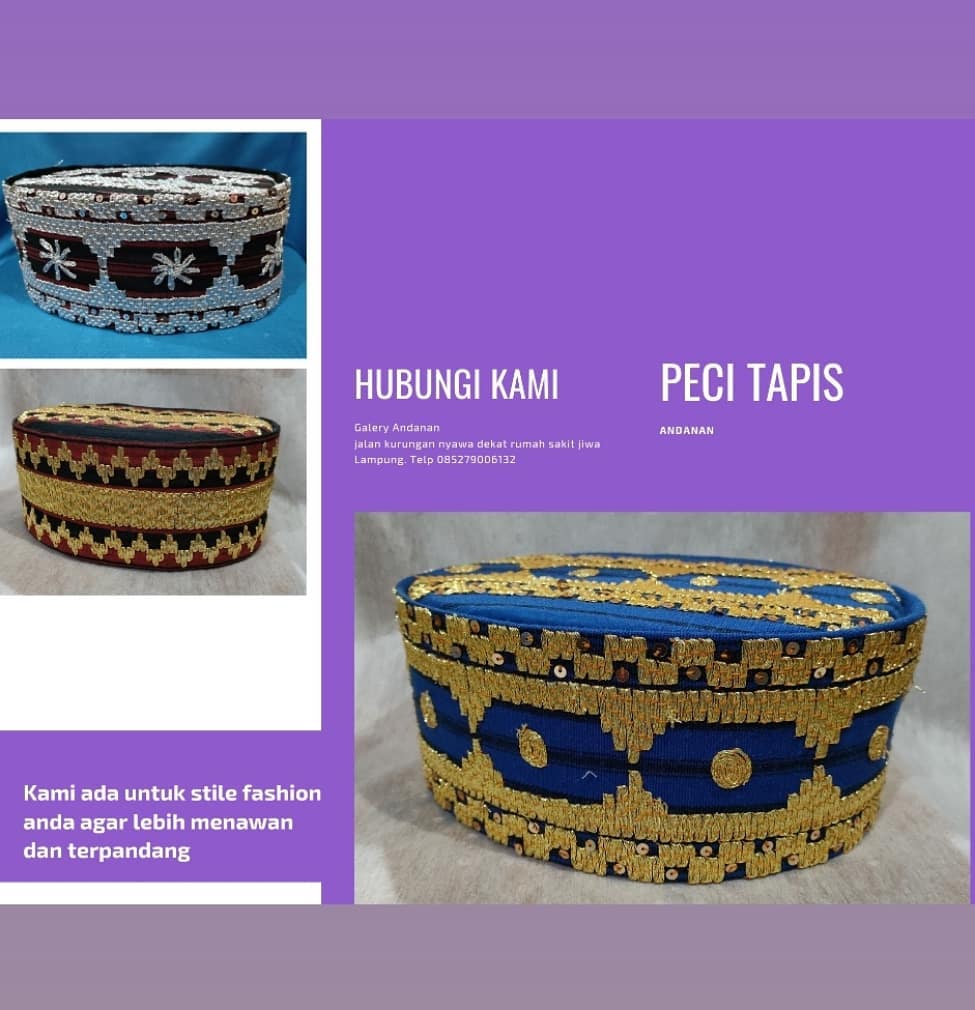 HUBUNGI KAMI
Galery Andanan
jalan kurungan nyawa dekat rumah sakit jiwa
Lampung. Telp 085279006132
PECI TAPIS
ANDANAN
Kami ada untuk stile fashion
anda agar lebih menawan
dan terpandang